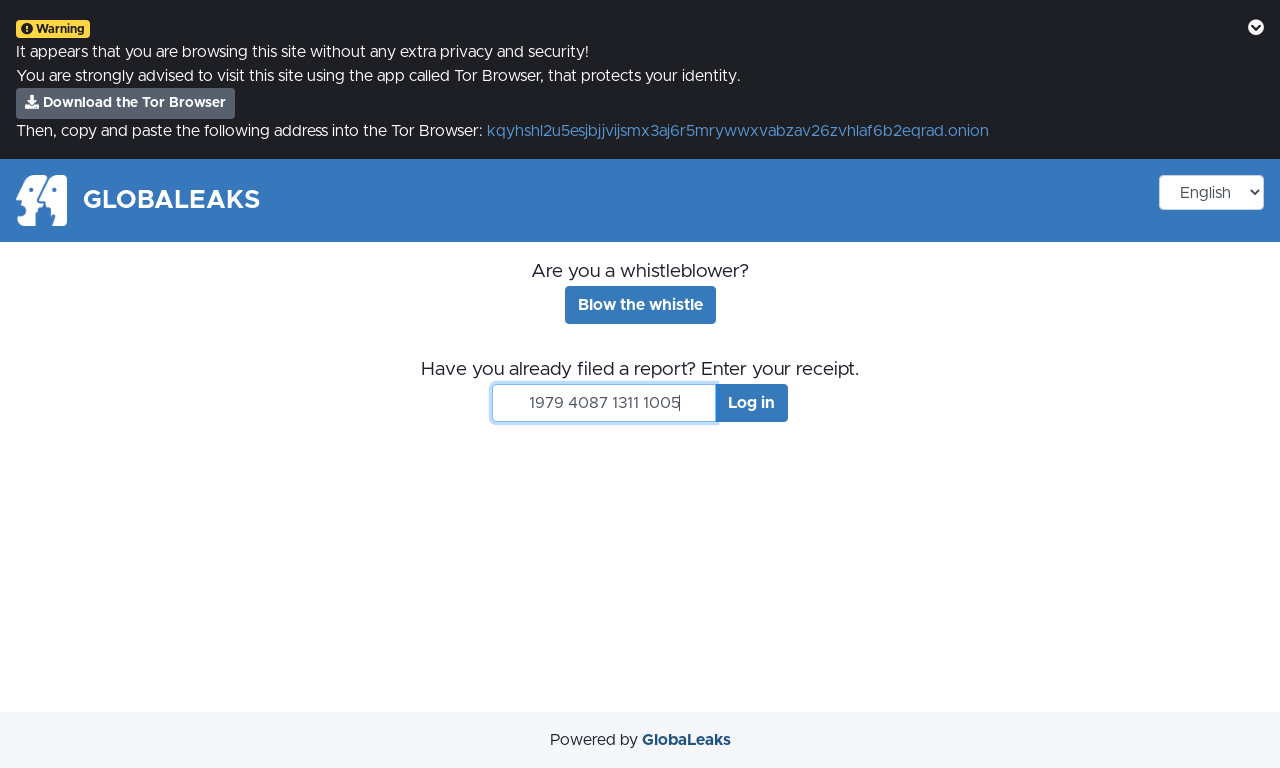 Warning
It appears that you are browsing this site without any extra privacy and security!
You are strongly advised to visit this site using the app called Tor Browser, that protects your identity.
Download the Tor Browser
Then, copy and paste the following address into the Tor Browser: kqyhshl2u5esjbjjvijsmx3aj6r5mrywwxvabzav26zvhlaf6b2eqrad.onion
GLOBALEAKS
English
Are you a whistleblower?
Blow the whistle
Have you already filed a report? Enter your receipt.
1979 4087 1311 1005 Log in
Powered by GlobaLeaks